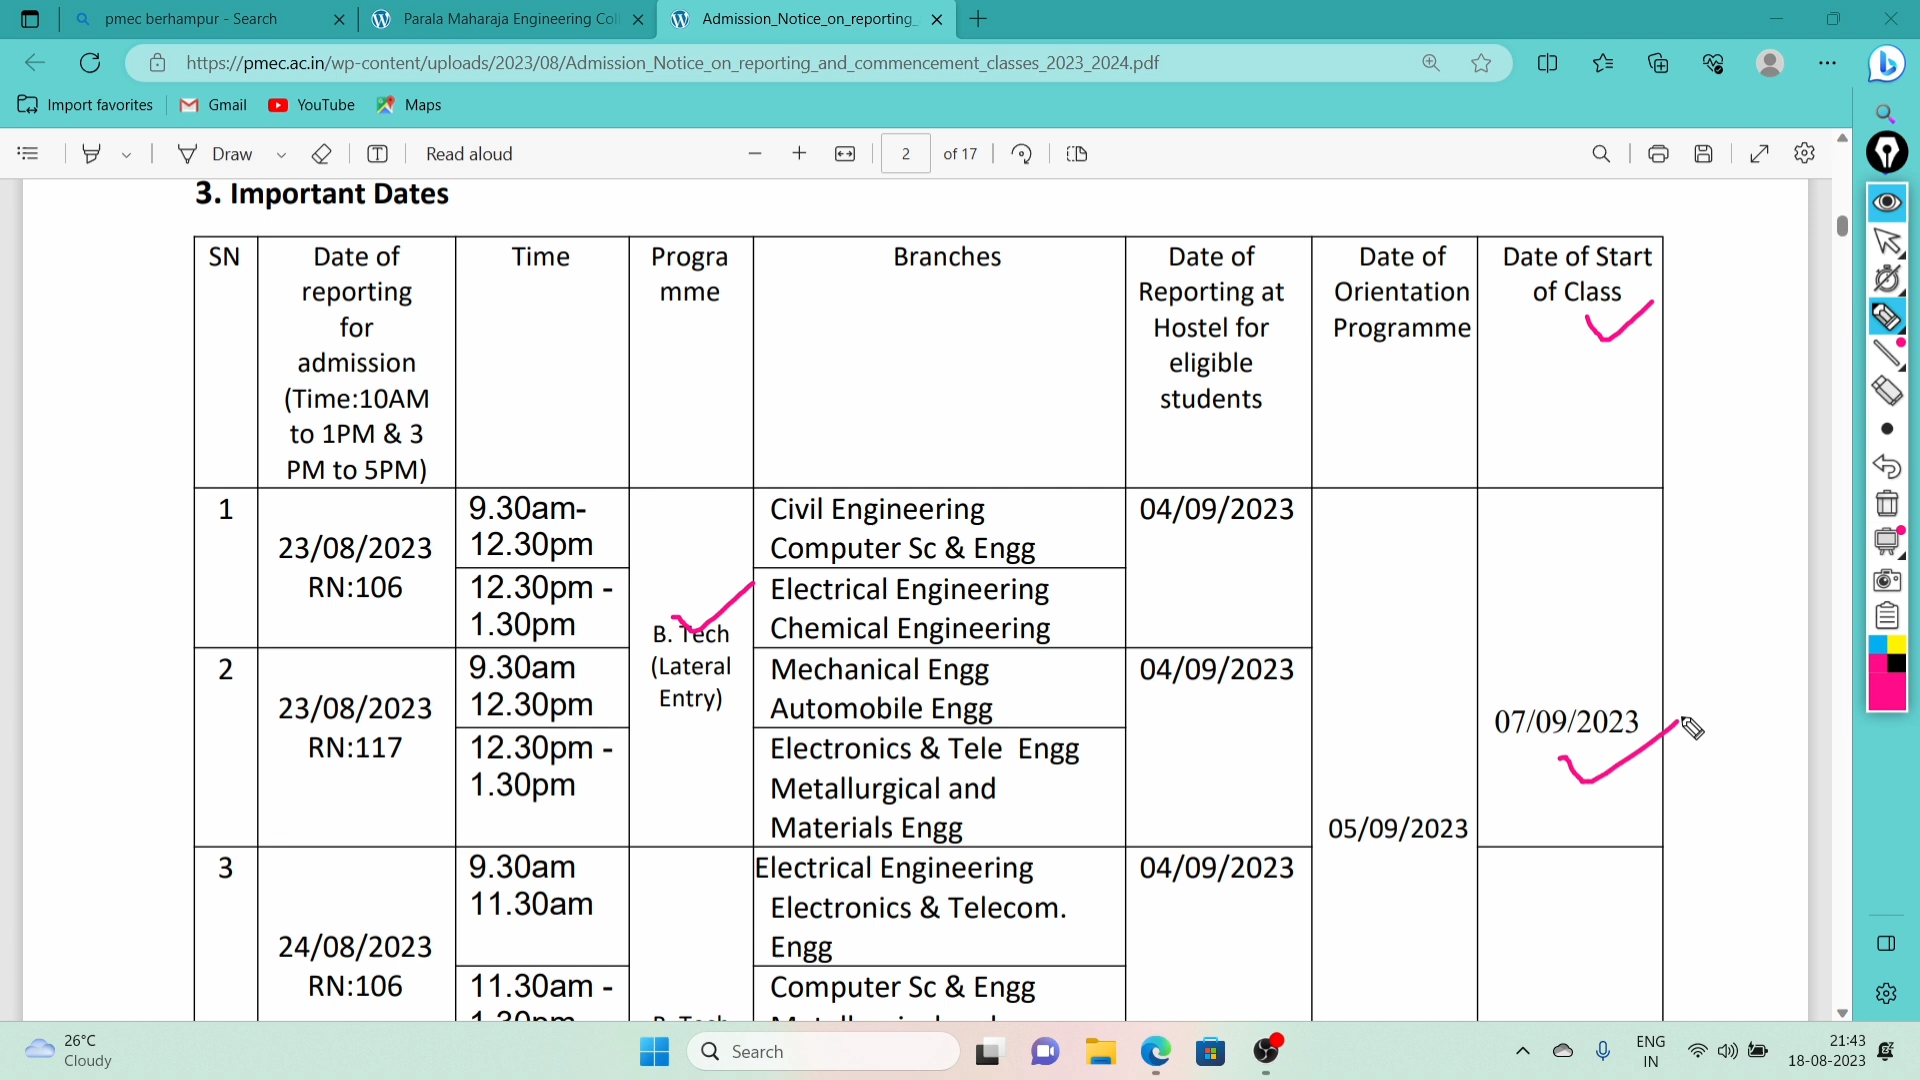 pmec berhampur - Search
Parala Maharaja Engineering Col
Admission_Notice_on_reporting_
https://pmec.ac.in/wp-content/uploads/2023/08/Admission_Notice_on_reporting_and_commencement_classes_2023_2024.pdf
Import favorites
Gmail
YouTube
Maps
Draw
Read aloud
2 of 17
3. Important Dates
SN
Date of
reporting
for
admission
(Time:10AM
to 1PM & 3
PM to 5PM)
Time
Progra
mme
Branches
Date of
Reporting at
Hostel for
eligible
students
Date of
Orientation
Programme
Date of Start
of Class
1
23/08/2023
RN:106
9.30am-
12.30pm
Civil Engineering
Computer Sc & Engg
04/09/2023
12.30pm -
1.30pm
Electrical Engineering
Chemical Engineering
B. Tech
(Lateral
Entry)
2
23/08/2023
RN:117
9.30am
12.30pm
Mechanical Engg
Automobile Engg
04/09/2023
12.30pm -
1.30pm
Electronics & Tele Engg
Metallurgical and
Materials Engg
05/09/2023
07/09/2023
3
24/08/2023
RN:106
9.30am
11.30am
Electrical Engineering
Electronics & Telecom.
Engg
04/09/2023
11.30am -
Computer Sc & Engg
26°C
Cloudy
Search
ENG
IN
21:43
18-08-2023